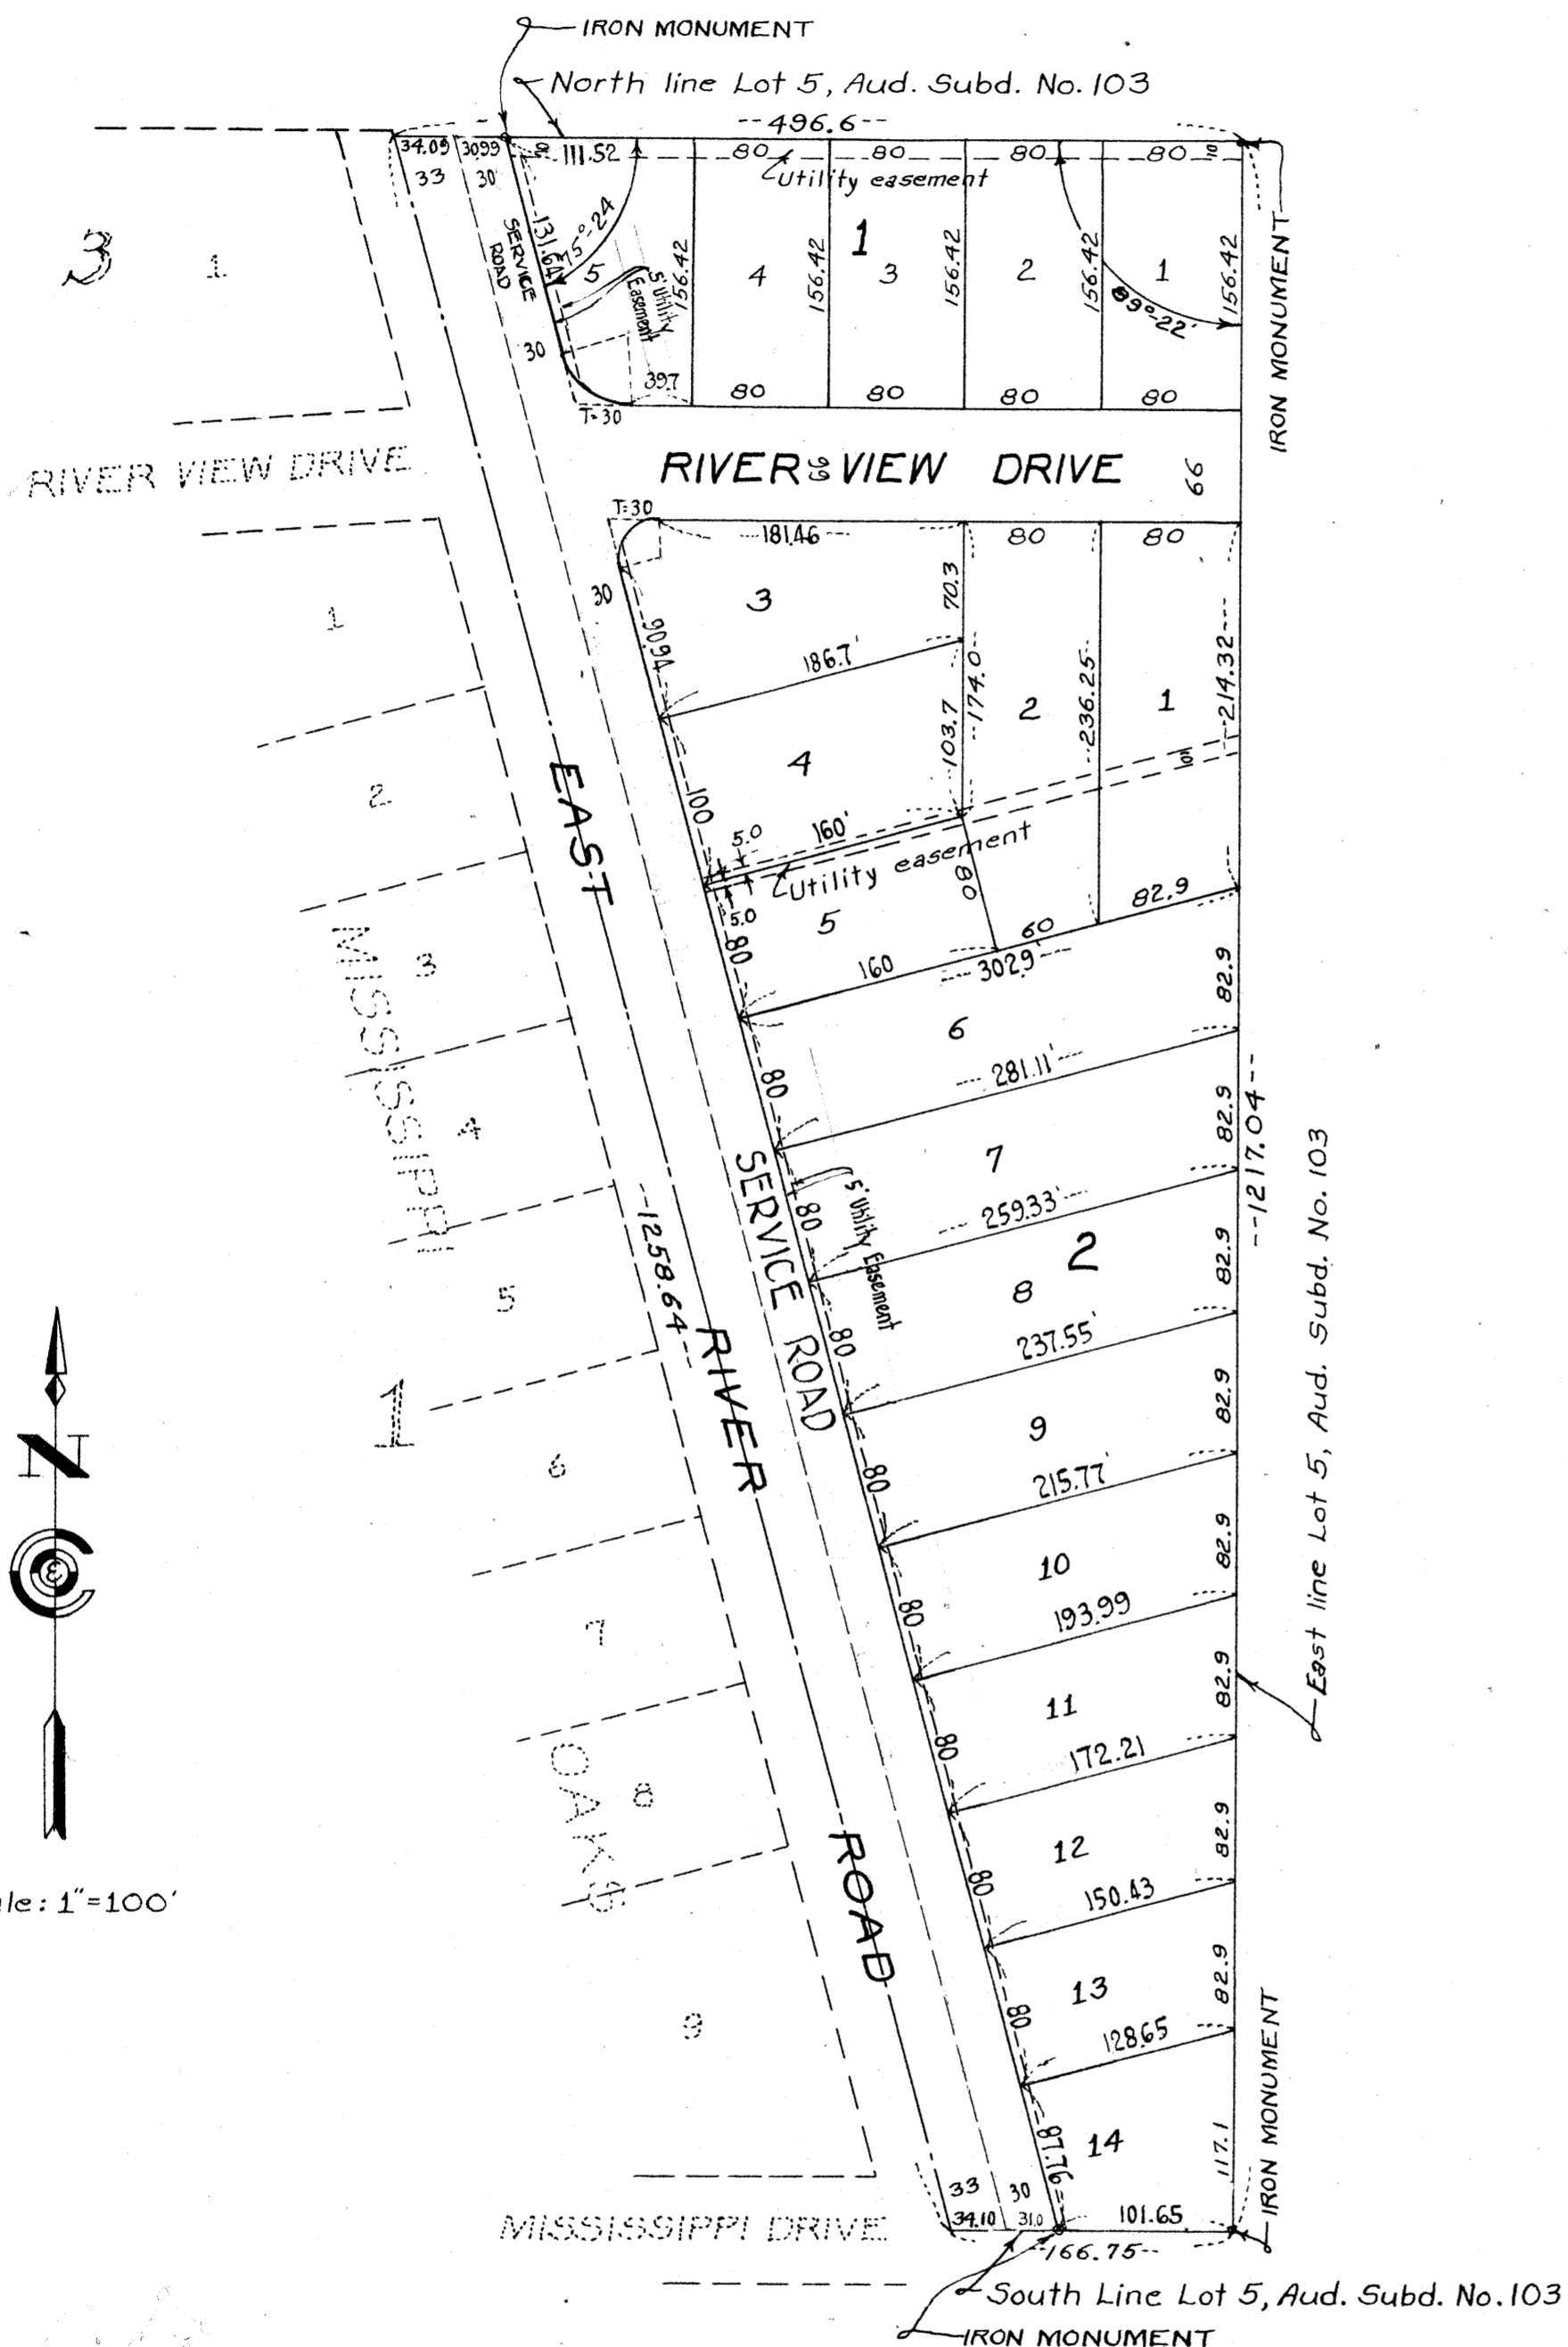 IRON MONUMENT
North line Lot 5, Aud. Subd. No. 103
--496.6--
34.09 3099 111.52 80 80 80 80 10
33 30
Utility easement
SERVICE
ROAD
131.64
5°-24
5
5' Utility
Easement
156.42
4
156.42
1
3
156.42
2
156.42
1
89°-22'
156.42
IRON MONUMENT
3
1
30
39.7 80 80 80 80
T=30
RIVER VIEW DRIVE
RIVER VIEW DRIVE
66
66
T=30
---181.46--- 80 80
30
90.94
3
70.3
186.7'
1
4
103.7
--174.0--
2
--236.25--
1
--214.32---
10'
100
5.0
160'
Utility easement
5.0
80
5
80
160
60
82.9
---302.9'---
2
3
4
5
6
7
8
9
1
MISSISSIPPI
OAKS
EAST
RIVER
ROAD
--1258.64---
SERVICE ROAD
6
80
82.9
--- 281.11'---
7
80
82.9
5' Utility Easement
--- 259.33'---
2
8
80
82.9
237.55'
9
80
82.9
215.77'
10
80
82.9
193.99
11
80
82.9
172.21
12
80
82.9
150.43
13
80
82.9
128.65
14
87.76
117.1
--1217.04--
East line Lot 5, Aud. Subd. No. 103
N
C
le: 1"=100'
33 30
34.10 31.0 101.65
IRON MONUMENT
MISSISSIPPI DRIVE
--166.75--
South Line Lot 5, Aud. Subd. No. 103
IRON MONUMENT